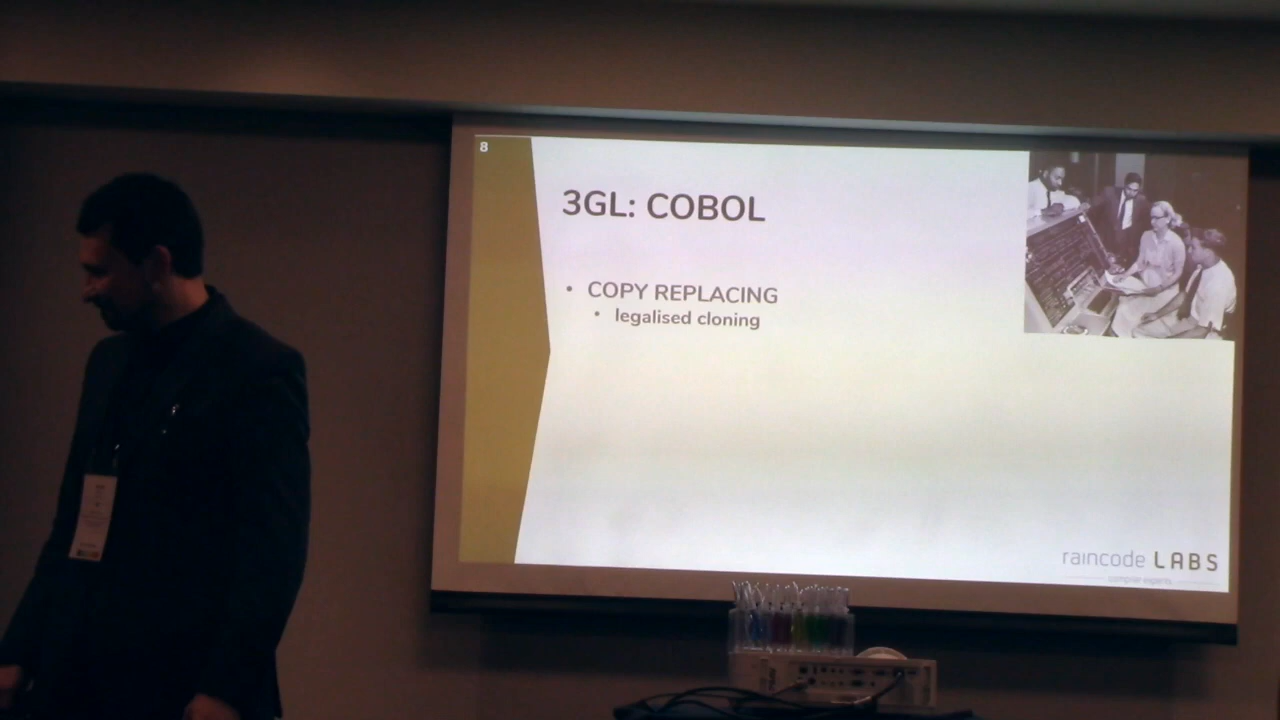 8
3GL: COBOL
• COPY REPLACING
• legalised cloning
raincode LABS
compiler experts